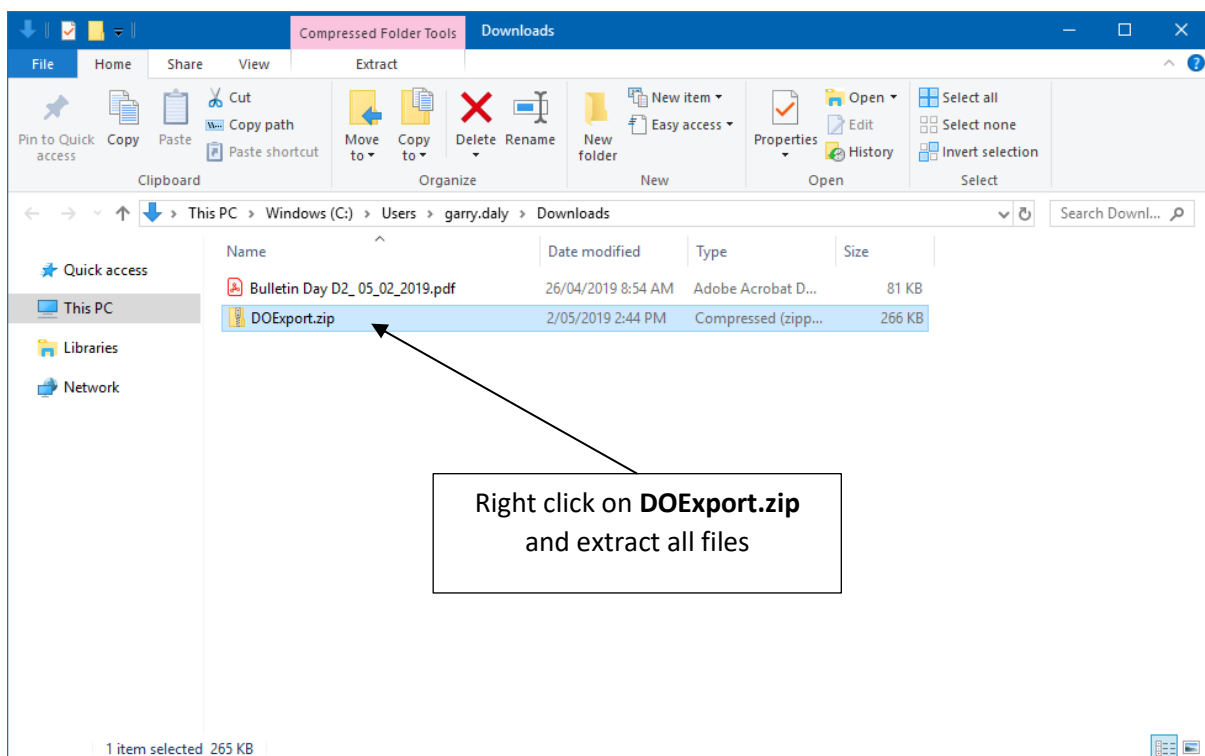 Compressed Folder Tools Downloads
File Home Share View Extract
Pin to Quick access
Copy
Paste
Cut
Copy path
Paste shortcut
Clipboard
Move to
Copy to
Delete
Rename
Organize
New folder
New item
Easy access
New
Properties
Open
Edit
History
Open
Select all
Select none
Invert selection
Select
This PC > Windows (C:) > Users > garry.daly > Downloads
Search Downl...
Name Date modified Type Size
Quick access
This PC
Libraries
Network
Bulletin Day D2_ 05_02_2019.pdf 26/04/2019 8:54 AM Adobe Acrobat D... 81 KB
DOExport.zip 2/05/2019 2:44 PM Compressed (zipp... 266 KB
Right click on DOExport.zip
and extract all files
1 item selected 265 KB